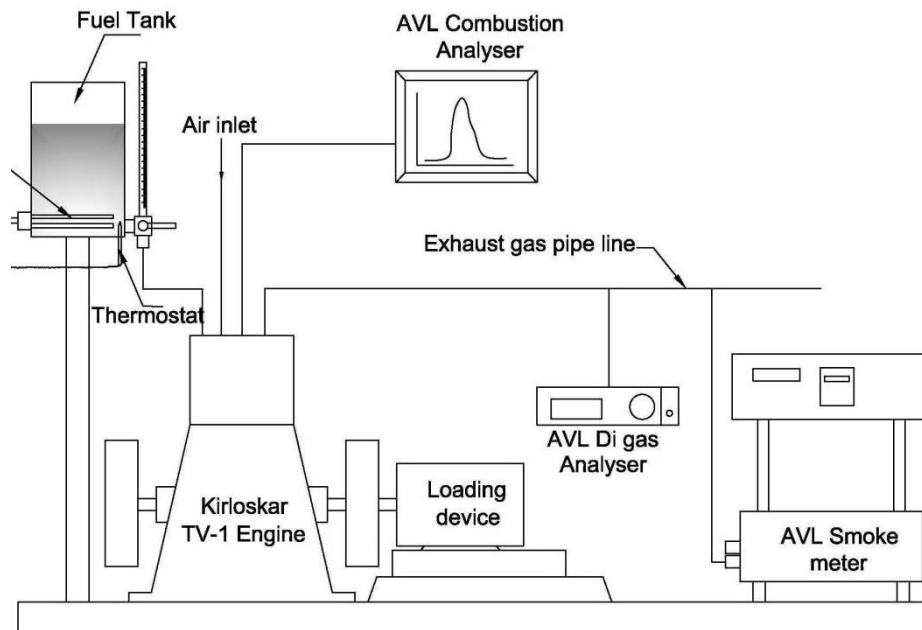 Fuel Tank
AVL Combustion
Analyser
Air inlet
Exhaust gas pipe line
Thermostat
AVL Di gas
Analyser
Kirloskar
TV-1 Engine
Loading
device
AVL Smoke
meter